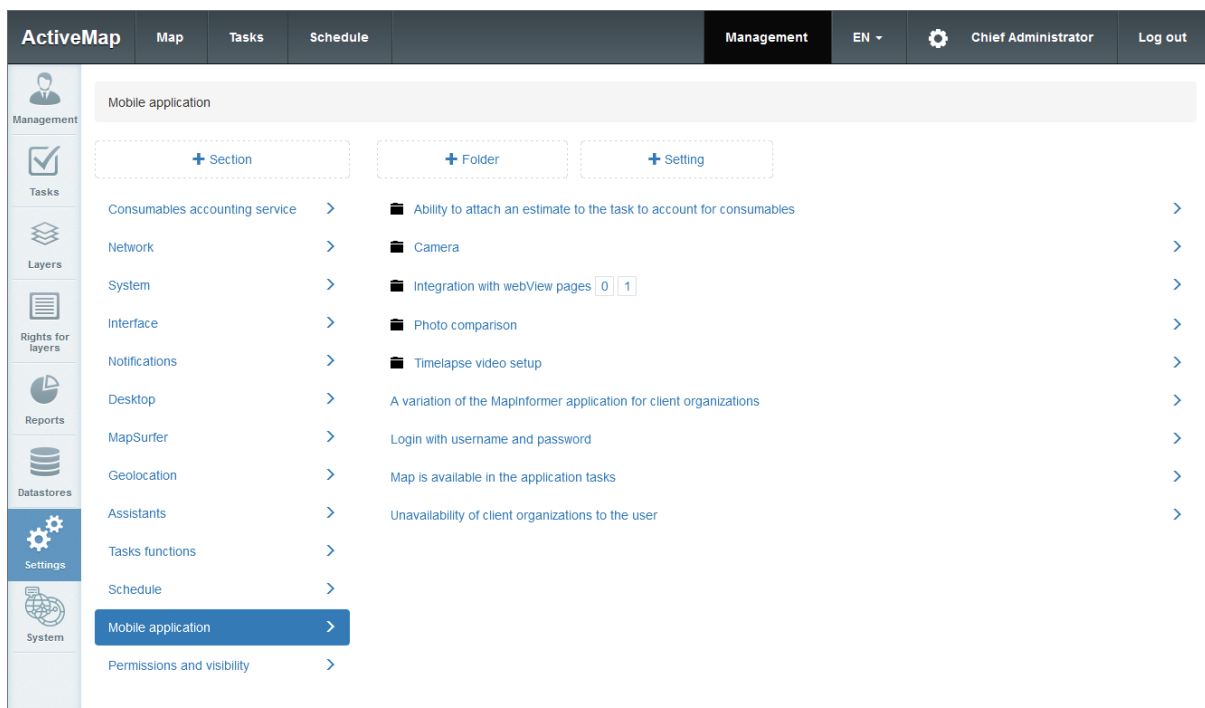 ActiveMap Map Tasks Schedule Management EN Chief Administrator Log out
Management
Tasks
Layers
Rights for
layers
Reports
Datastores
Settings
System
Mobile application
+ Section
+ Folder
+ Setting
Consumables accounting service
Network
System
Interface
Notifications
Desktop
MapSurfer
Geolocation
Assistants
Tasks functions
Schedule
Mobile application
Permissions and visibility
Ability to attach an estimate to the task to account for consumables
Camera
Integration with webView pages 0 1
Photo comparison
Timelapse video setup
A variation of the MapInformer application for client organizations
Login with username and password
Map is available in the application tasks
Unavailability of client organizations to the user